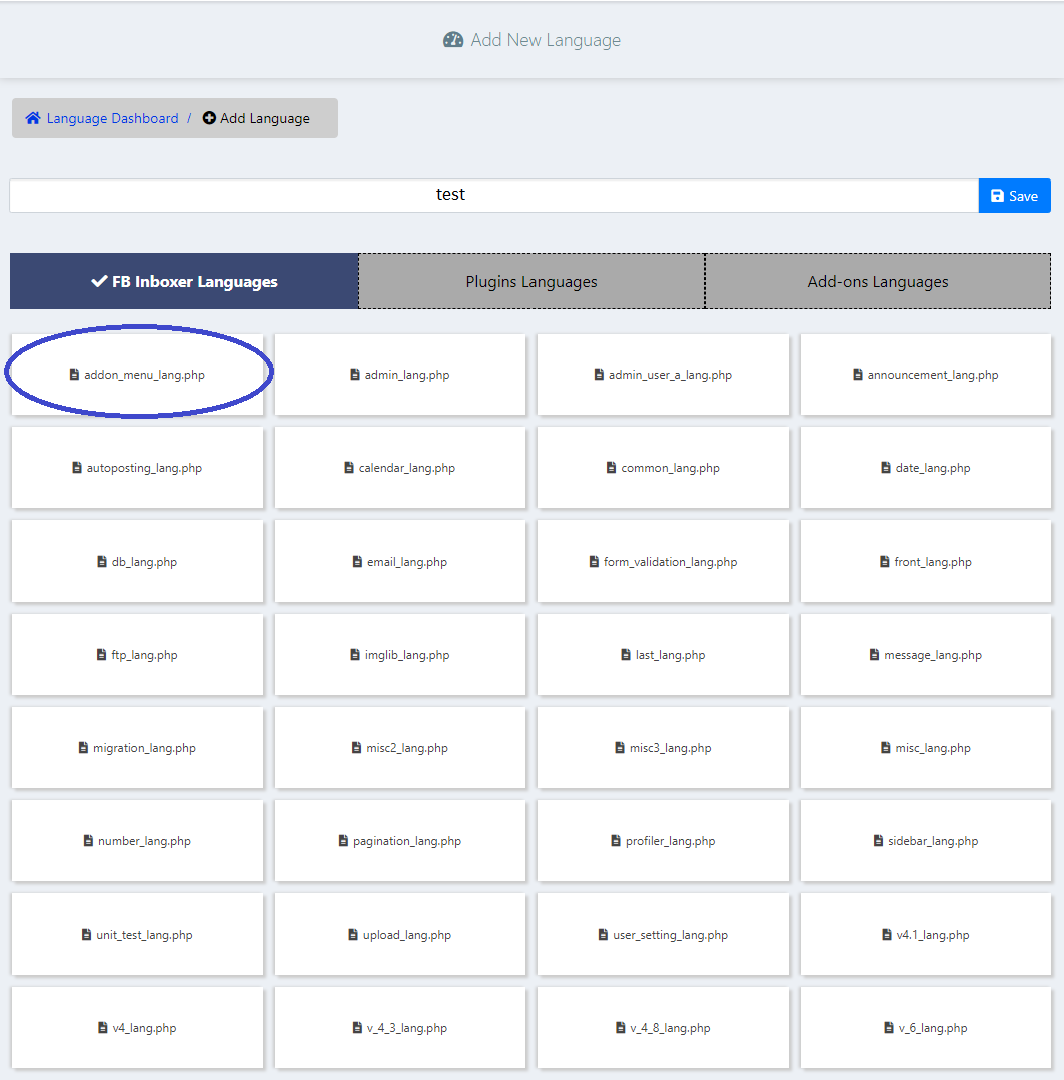 Add New Language
Language Dashboard / Add Language
test Save
FB Inboxer Languages Plugins Languages Add-ons Languages
addon_menu_lang.php admin_lang.php admin_user_a_lang.php announcement_lang.php
autoposting_lang.php calendar_lang.php common_lang.php date_lang.php
db_lang.php email_lang.php form_validation_lang.php front_lang.php
ftp_lang.php imglib_lang.php last_lang.php message_lang.php
migration_lang.php misc2_lang.php misc3_lang.php misc_lang.php
number_lang.php pagination_lang.php profiler_lang.php sidebar_lang.php
unit_test_lang.php upload_lang.php user_setting_lang.php v4.1_lang.php
v4_lang.php v_4_3_lang.php v_4_8_lang.php v_6_lang.php